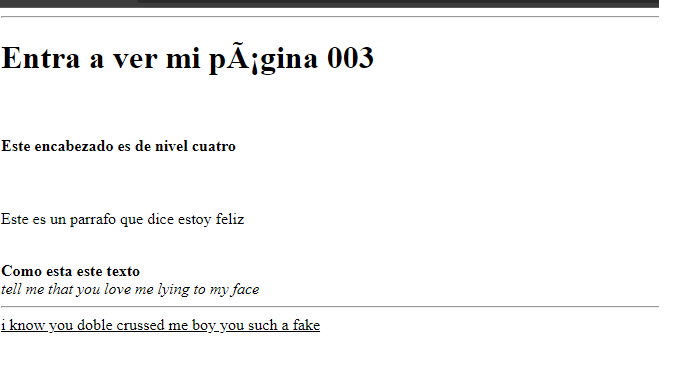 Entra a ver mi pÃ¡gina 003
Este encabezado es de nivel cuatro
Este es un parrafo que dice estoy feliz
Como esta este texto
tell me that you love me lying to my face
i know you doble crussed me boy you such a fake